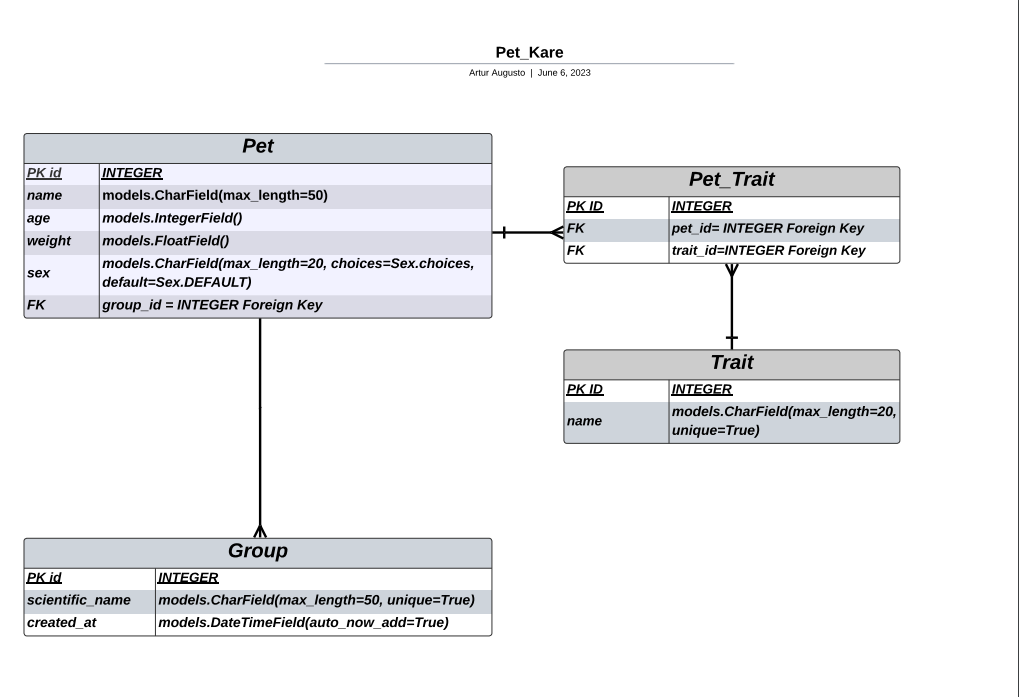 Pet_Kare
Artur Augusto | June 6, 2023
Pet
PK id INTEGER
name models.CharField(max_length=50)
age models.IntegerField()
weight models.FloatField()
sex models.CharField(max_length=20, choices=Sex.choices,
default=Sex.DEFAULT)
FK group_id = INTEGER Foreign Key
Pet_Trait
PK ID INTEGER
FK pet_id= INTEGER Foreign Key
FK trait_id=INTEGER Foreign Key
Trait
PK ID INTEGER
name models.CharField(max_length=20,
unique=True)
Group
PK id INTEGER
scientific_name models.CharField(max_length=50, unique=True)
created_at models.DateTimeField(auto_now_add=True)